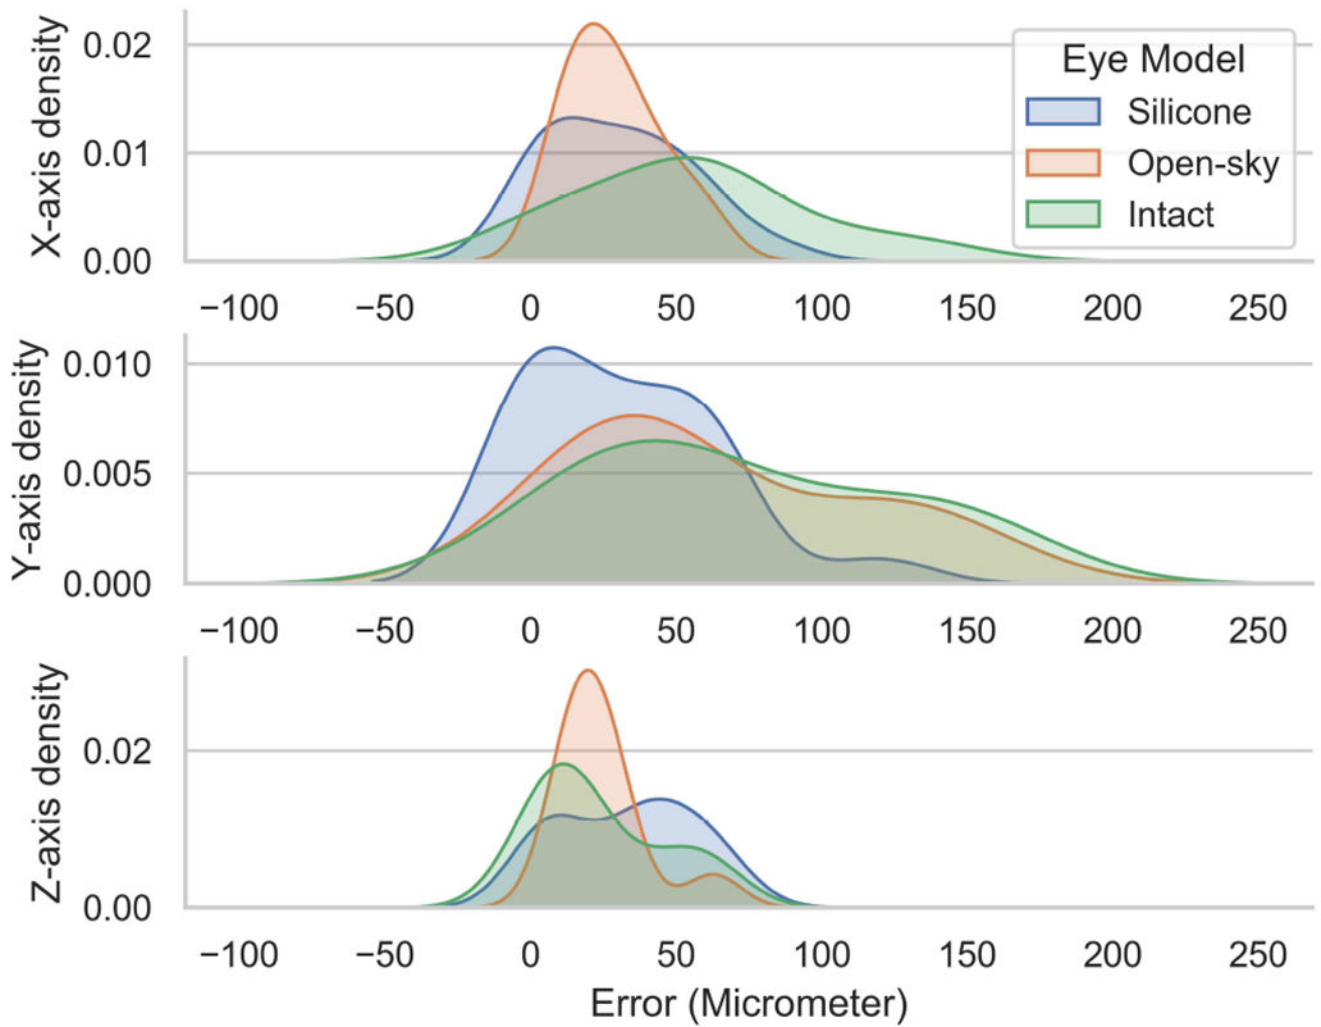 X-axis density
0.02
0.01
0.00
−100 −50 0 50 100 150 200 250
Eye Model
Silicone
Open-sky
Intact
Y-axis density
0.010
0.005
0.000
−100 −50 0 50 100 150 200 250
Z-axis density
0.02
0.00
−100 −50 0 50 100 150 200 250
Error (Micrometer)